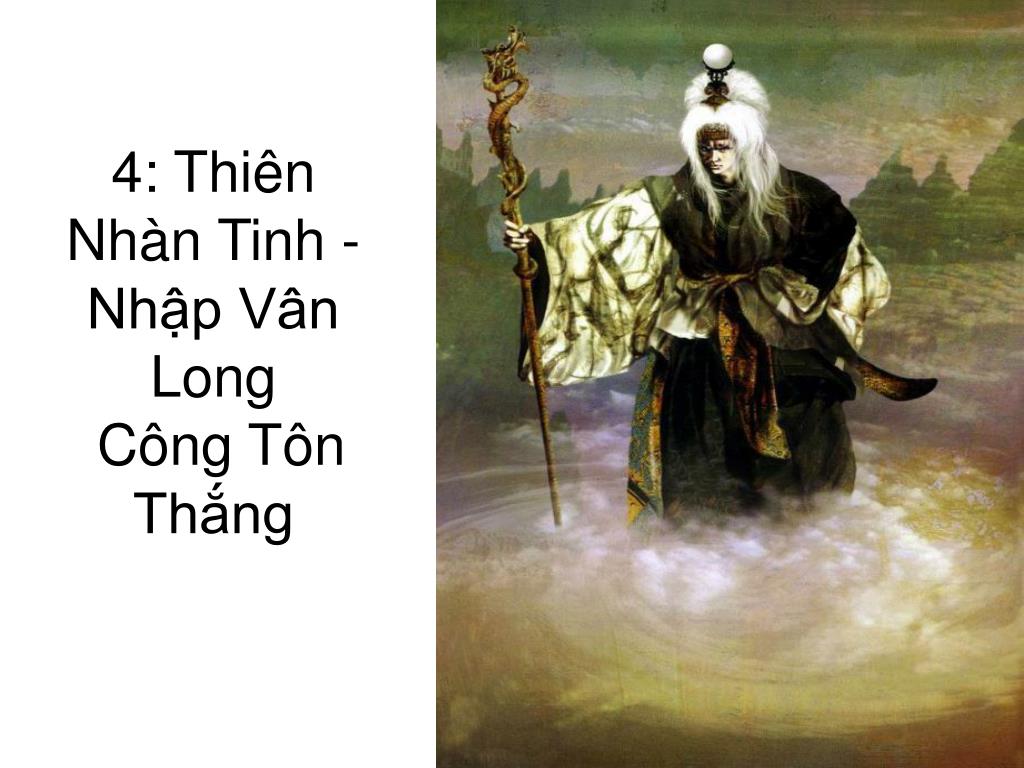 4: Thiên
Nhàn Tinh -
Nhập Vân
Long
Công Tôn
Thắng